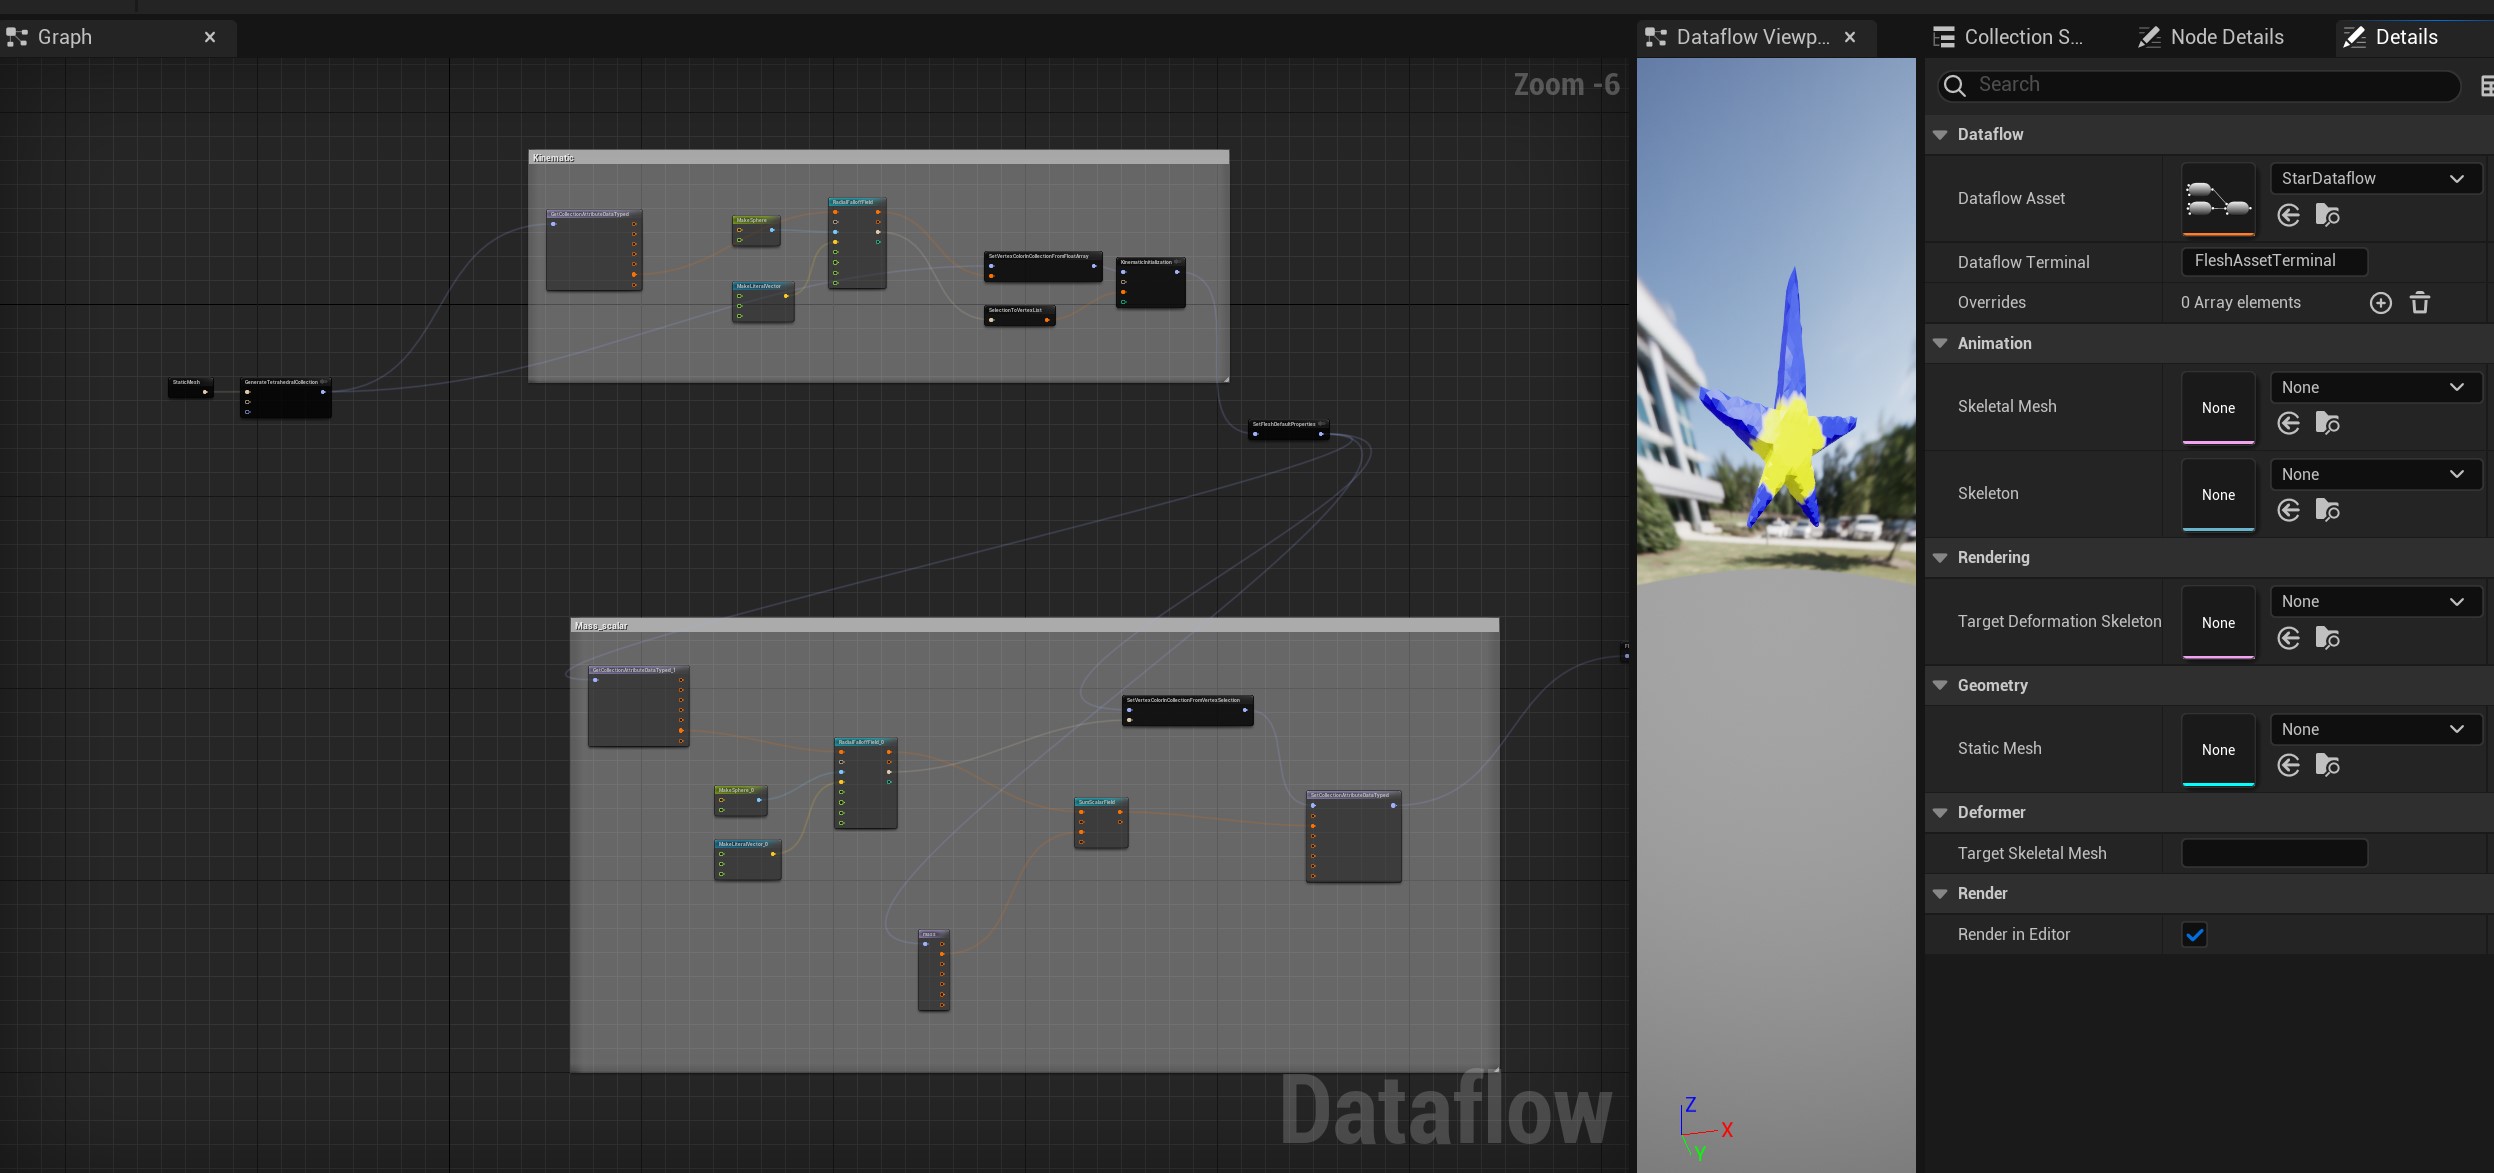 Graph
Dataflow Viewp...
Collection S...
Node Details
Details
Zoom -6
Search
Kinematic
GetCollectionAttributeDataTyped
MakeSphere
RadialFalloffField
MakeLiteralVector
SetVertexColorInCollectionFromFloatArray
KinematicInitialization
SelectionToVertexList
StaticMesh
GenerateTetrahedralCollection
SetFleshDefaultProperties
Mass_scalar
GetCollectionAttributeDataTyped_1
SetVertexColorInCollectionFromVertexSelection
RadialFalloffField_0
MakeSphere_0
SumScalarField
SetCollectionAttributeDataTyped
MakeLiteralVector_0
mass
Dataflow
Z
X
Y
Dataflow
Dataflow Asset
StarDataflow
Dataflow Terminal
FleshAssetTerminal
Overrides
0 Array elements
Animation
Skeletal Mesh
None
None
Skeleton
None
None
Rendering
Target Deformation Skeleton
None
None
Geometry
Static Mesh
None
None
Deformer
Target Skeletal Mesh
Render
Render in Editor